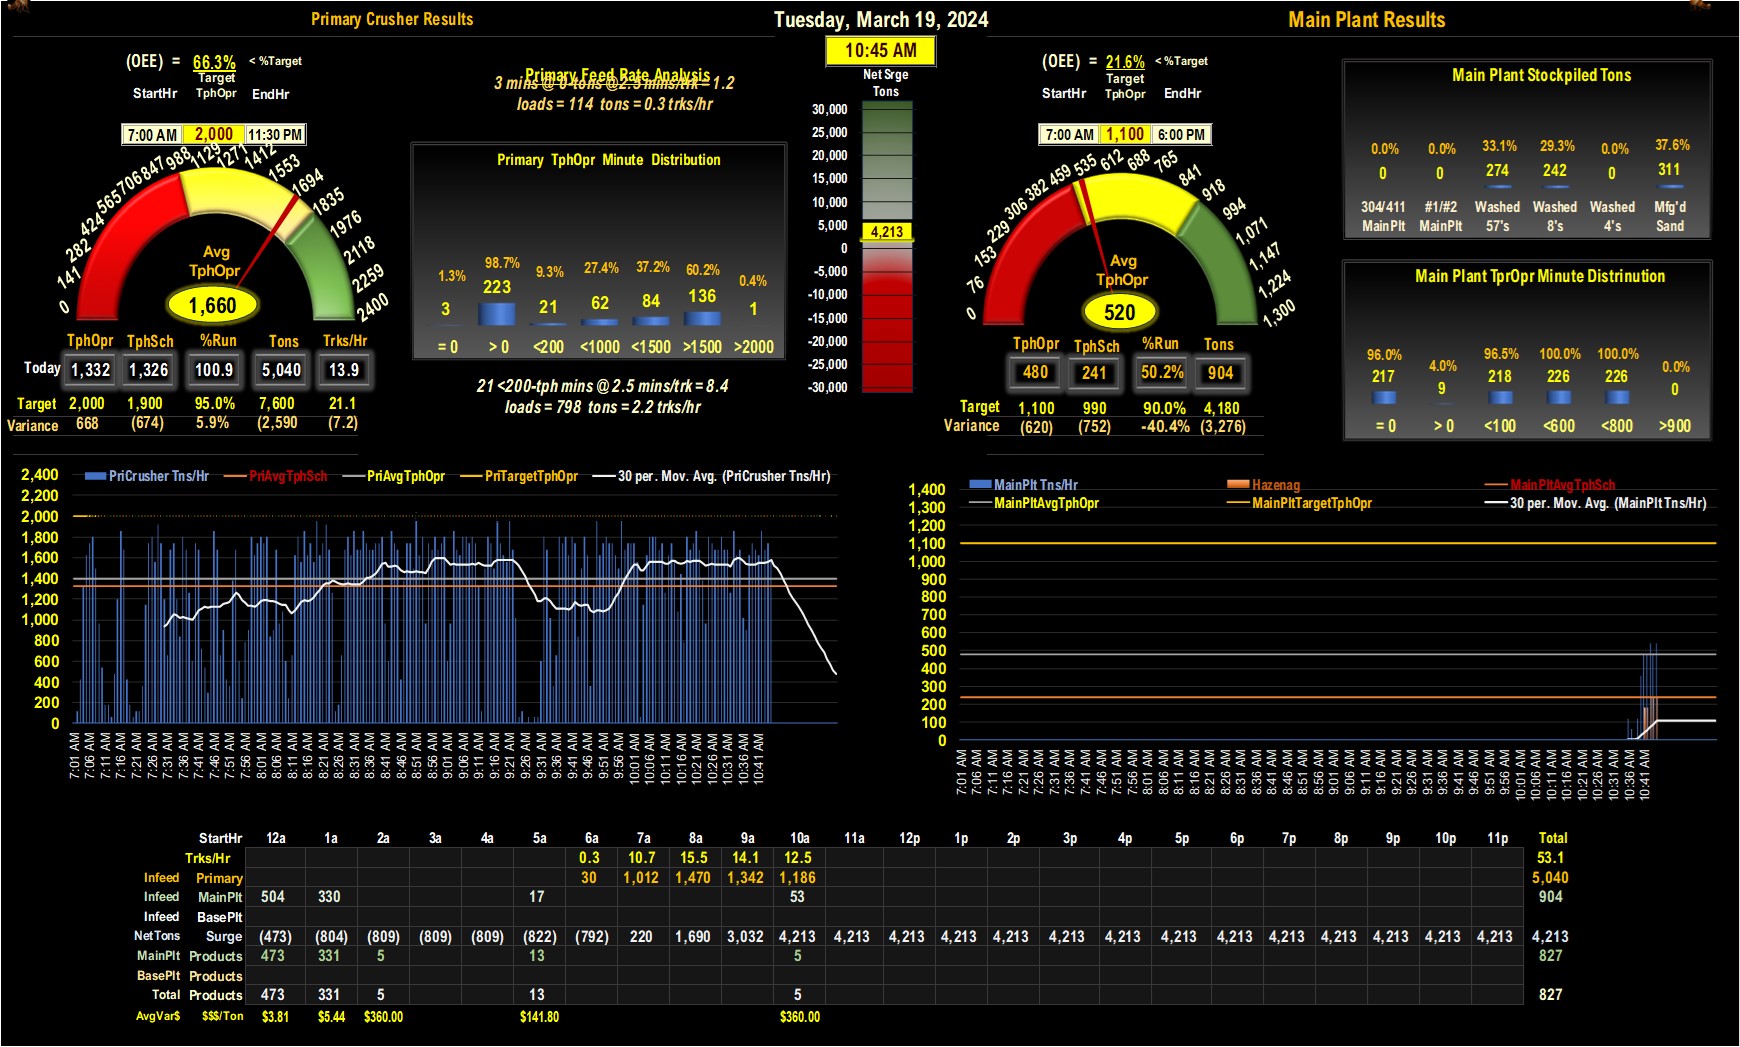 Primary Crusher Results
Tuesday, March 19, 2024
Main Plant Results
10:45 AM
(OEE) = 66.3% < %Target
Target
StartHr TphOpr EndHr
7:00 AM 2,000 11:30 PM
0 141 282 424 565 706 847 988 1129 1271 1412 1553 1694 1835 1976 2118 2259 2400
Avg
TphOpr
1,660
TphOpr TphSch %Run Tons Trks/Hr
Today 1,332 1,326 100.9 5,040 13.9
Target 2,000 1,900 95.0% 7,600 21.1
Variance 668 (674) 5.9% (2,590) (7.2)
Primary Feed Rate Analysis
3 mins @ 0-tons @ 2.5 mins/trk = 1.2
loads = 114 tons = 0.3 trks/hr
Primary TphOpr Minute Distribution
1.3% 98.7% 9.3% 27.4% 37.2% 60.2% 0.4%
3 223 21 62 84 136 1
= 0 > 0 <200 <1000 <1500 >1500 >2000
21 <200-tph mins @ 2.5 mins/trk = 8.4
loads = 798 tons = 2.2 trks/hr
Net Srge
Tons
30,000
25,000
20,000
15,000
10,000
5,000
4,213
0
-5,000
-10,000
-15,000
-20,000
-25,000
-30,000
(OEE) = 21.6% < %Target
Target
StartHr TphOpr EndHr
7:00 AM 1,100 6:00 PM
0 76 153 229 306 382 459 535 612 688 765 841 918 994 1,071 1,147 1,224 1,300
Avg
TphOpr
520
TphOpr TphSch %Run Tons
480 241 50.2% 904
Target 1,100 990 90.0% 4,180
Variance (620) (752) -40.4% (3,276)
Main Plant Stockpiled Tons
0.0% 0.0% 33.1% 29.3% 0.0% 37.6%
0 0 274 242 0 311
304/411 #1/#2 Washed Washed Washed Mfg'd
MainPlt MainPlt 57's 8's 4's Sand
Main Plant TprOpr Minute Distrinution
96.0% 4.0% 96.5% 100.0% 100.0% 0.0%
217 9 218 226 226 0
= 0 > 0 <100 <600 <800 >900
PriCrusher Tns/Hr PriAvgTphSch PriAvgTphOpr PriTargetTphOpr 30 per. Mov. Avg. (PriCrusher Tns/Hr)
2,400
2,200
2,000
1,800
1,600
1,400
1,200
1,000
800
600
400
200
0
7:01 AM 7:06 AM 7:11 AM 7:16 AM 7:21 AM 7:26 AM 7:31 AM 7:36 AM 7:41 AM 7:46 AM 7:51 AM 7:56 AM 8:01 AM 8:06 AM 8:11 AM 8:16 AM 8:21 AM 8:26 AM 8:31 AM 8:36 AM 8:41 AM 8:46 AM 8:51 AM 8:56 AM 9:01 AM 9:06 AM 9:11 AM 9:16 AM 9:21 AM 9:26 AM 9:31 AM 9:36 AM 9:41 AM 9:46 AM 9:51 AM 9:56 AM 10:01 AM 10:06 AM 10:11 AM 10:16 AM 10:21 AM 10:26 AM 10:31 AM 10:36 AM 10:41 AM
MainPlt Tns/Hr Hazenag MainPltAvgTphSch
MainPltAvgTphOpr MainPltTargetTphOpr 30 per. Mov. Avg. (MainPlt Tns/Hr)
1,400
1,300
1,200
1,100
1,000
900
800
700
600
500
400
300
200
100
0
7:01 AM 7:06 AM 7:11 AM 7:16 AM 7:21 AM 7:26 AM 7:31 AM 7:36 AM 7:41 AM 7:46 AM 7:51 AM 7:56 AM 8:01 AM 8:06 AM 8:11 AM 8:16 AM 8:21 AM 8:26 AM 8:31 AM 8:36 AM 8:41 AM 8:46 AM 8:51 AM 8:56 AM 9:01 AM 9:06 AM 9:11 AM 9:16 AM 9:21 AM 9:26 AM 9:31 AM 9:36 AM 9:41 AM 9:46 AM 9:51 AM 9:56 AM 10:01 AM 10:06 AM 10:11 AM 10:16 AM 10:21 AM 10:26 AM 10:31 AM 10:36 AM 10:41 AM
StartHr 12a 1a 2a 3a 4a 5a 6a 7a 8a 9a 10a 11a 12p 1p 2p 3p 4p 5p 6p 7p 8p 9p 10p 11p Total
Trks/Hr 0.3 10.7 15.5 14.1 12.5 53.1
Infeed Primary 30 1,012 1,470 1,342 1,186 5,040
Infeed MainPlt 504 330 17 53 904
Infeed BasePlt
NetTons Surge (473) (804) (809) (809) (809) (822) (792) 220 1,690 3,032 4,213 4,213 4,213 4,213 4,213 4,213 4,213 4,213 4,213 4,213 4,213 4,213 4,213 4,213 4,213
MainPlt Products 473 331 5 13 5 827
BasePlt Products
Total Products 473 331 5 13 5 827
AvgVar$ $$$/Ton $3.81 $5.44 $360.00 $141.80 $360.00